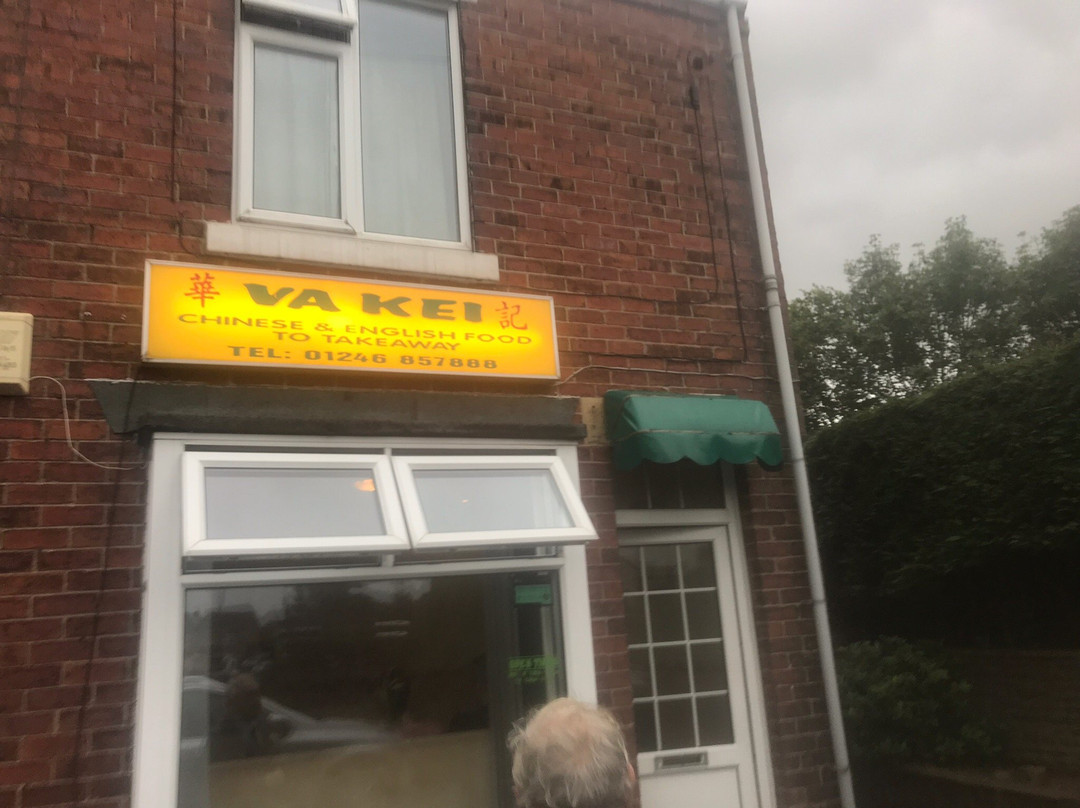 華 VA KEI 記
CHINESE & ENGLISH FOOD
TO TAKEAWAY
TEL: 01246 857888